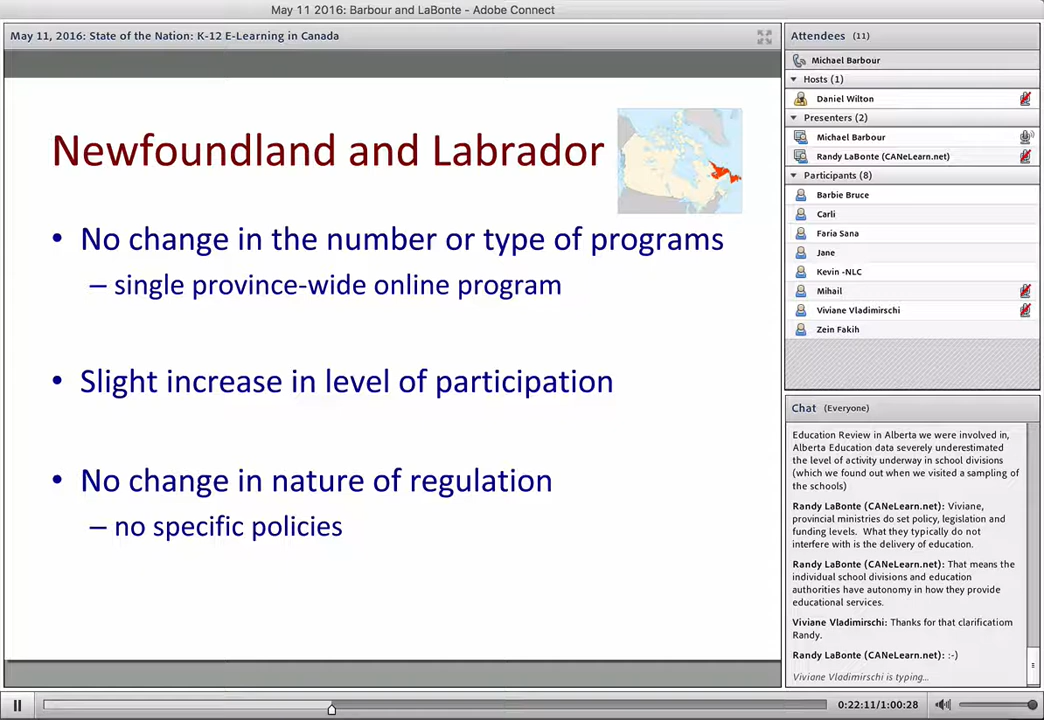 May 11 2016: Barbour and LaBonte - Adobe Connect
May 11, 2016: State of the Nation: K-12 E-Learning in Canada
Newfoundland and Labrador
• No change in the number or type of programs
– single province-wide online program
• Slight increase in level of participation
• No change in nature of regulation
– no specific policies
Attendees (11)
Michael Barbour
Hosts (1)
Daniel Wilton
Presenters (2)
Michael Barbour
Randy LaBonte (CANeLearn.net)
Participants (8)
Barbie Bruce
Carli
Faria Sana
Jane
Kevin -NLC
Mihail
Viviane Vladimirschi
Zein Fakih
Chat (Everyone)
Education Review in Alberta we were involved in,
Alberta Education data severely underestimated
the level of activity underway in school divisions
(which we found out when we visited a sampling of
the schools)
Randy LaBonte (CANeLearn.net): Viviane,
provincial ministries do set policy, legislation and
funding levels. What they typically do not
interfere with is the delivery of education.
Randy LaBonte (CANeLearn.net): That means the
individual school divisions and education
authorities have autonomy in how they provide
educational services.
Viviane Vladimirschi: Thanks for that clarificatiom
Randy.
Randy LaBonte (CANeLearn.net): :-)
Viviane Vladimirschi is typing...
0:22:11/1:00:28